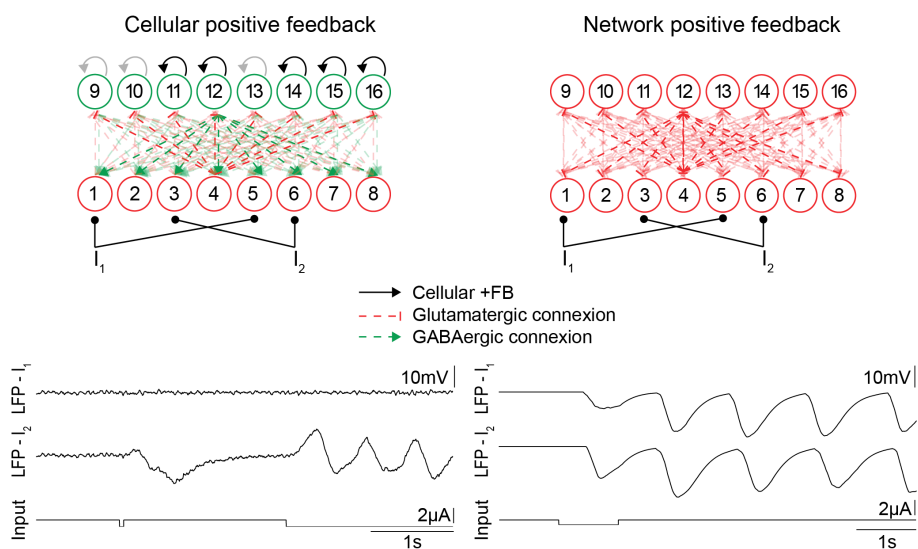 Cellular positive feedback
Network positive feedback
9 10 11 12 13 14 15 16
9 10 11 12 13 14 15 16
1 2 3 4 5 6 7 8
1 2 3 4 5 6 7 8
I1 I2
I1 I2
Cellular +FB
Glutamatergic connexion
GABAergic connexion
LFP - I1
10mV
LFP - I2
Input
2µA
1s
LFP - I1
10mV
LFP - I2
Input
2µA
1s